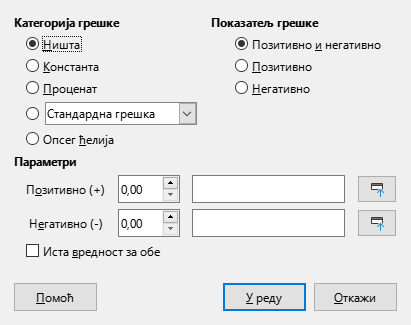 Категорија грешке
Ништа
Константа
Проценат
Стандардна грешка
Опсег ћелија
Показатељ грешке
Позитивно и негативно
Позитивно
Негативно
Параметри
Позитивно (+) 0,00
Негативно (-) 0,00
Иста вредност за обе
Помоћ У реду Откажи